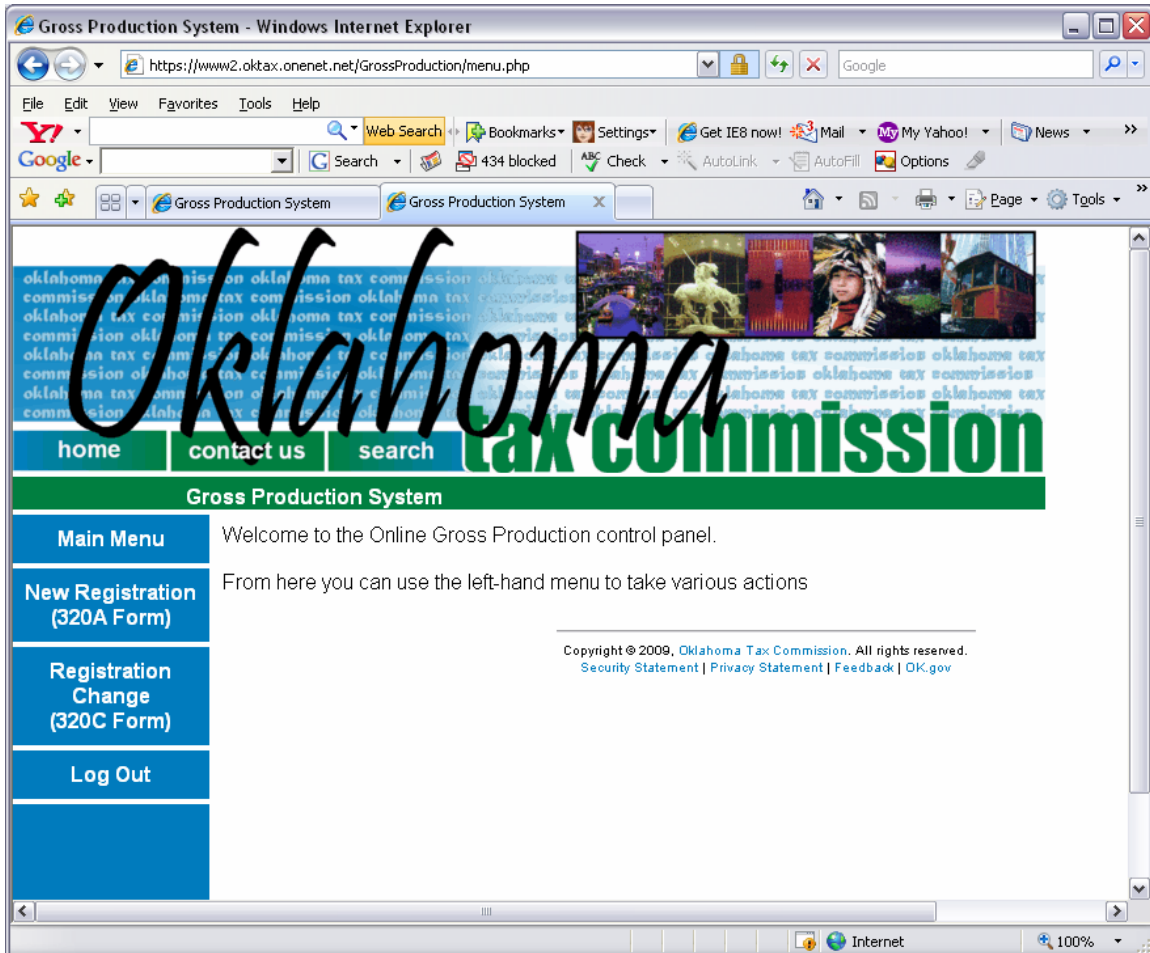 Gross Production System - Windows Internet Explorer
https://www2.oktax.onenet.net/GrossProduction/menu.php
Google
File Edit View Favorites Tools Help
Y! Web Search Bookmarks Settings Get IE8 now! 3 Mail My My Yahoo! News »
Google G Search 434 blocked ABC Check AutoLink AutoFill Options
Gross Production System Gross Production System X Page Tools »
Oklahoma
tax commission
home contact us search
Gross Production System
Main Menu
New Registration
(320A Form)
Registration
Change
(320C Form)
Log Out
Welcome to the Online Gross Production control panel.
From here you can use the left-hand menu to take various actions
Copyright © 2009, Oklahoma Tax Commission. All rights reserved.
Security Statement | Privacy Statement | Feedback | OK.gov
Internet 100%